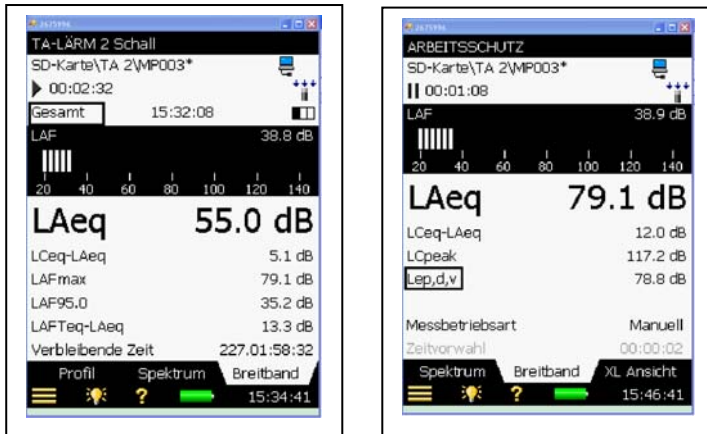 2675996
TA-LÄRM 2 Schall
SD-Karte\TA 2\MP003*
00:02:32
Gesamt 15:32:08
LAF 38.8 dB
20 40 60 80 100 120 140
LAeq 55.0 dB
LCeq-LAeq 5.1 dB
LAFmax 79.1 dB
LAF95.0 35.2 dB
LAFTeq-LAeq 13.3 dB
Verbleibende Zeit 227.01:58:32
Profil Spektrum Breitband
? 15:34:41
2675996
ARBEITSSCHUTZ
SD-Karte\TA 2\MP003*
00:01:08
LAF 38.9 dB
20 40 60 80 100 120 140
LAeq 79.1 dB
LCeq-LAeq 12.0 dB
LCpeak 117.2 dB
Lep,d,v 78.8 dB
Messbetriebsart Manuell
Zeitvorwahl 00:00:02
Spektrum Breitband XL Ansicht
? 15:46:41